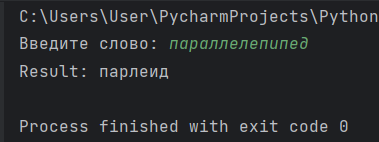 C:\Users\User\PycharmProjects\Python
Введите слово: параллелепипед
Result: парлеид
Process finished with exit code 0